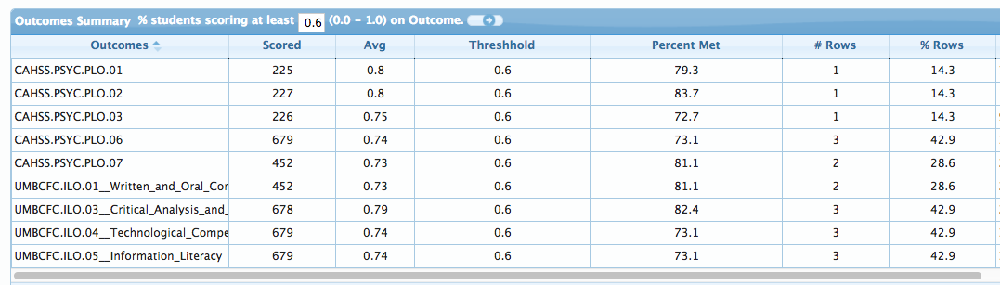 Outcomes Summary % students scoring at least 0.6 (0.0 – 1.0) on Outcome.
Outcomes Scored Avg Threshhold Percent Met # Rows % Rows
CAHSS.PSYC.PLO.01 225 0.8 0.6 79.3 1 14.3
CAHSS.PSYC.PLO.02 227 0.8 0.6 83.7 1 14.3
CAHSS.PSYC.PLO.03 226 0.75 0.6 72.7 1 14.3
CAHSS.PSYC.PLO.06 679 0.74 0.6 73.1 3 42.9
CAHSS.PSYC.PLO.07 452 0.73 0.6 81.1 2 28.6
UMBCFC.ILO.01__Written_and_Oral_Cor 452 0.73 0.6 81.1 2 28.6
UMBCFC.ILO.03__Critical_Analysis_and_ 678 0.79 0.6 82.4 3 42.9
UMBCFC.ILO.04__Technological_Compe 679 0.74 0.6 73.1 3 42.9
UMBCFC.ILO.05__Information_Literacy 679 0.74 0.6 73.1 3 42.9